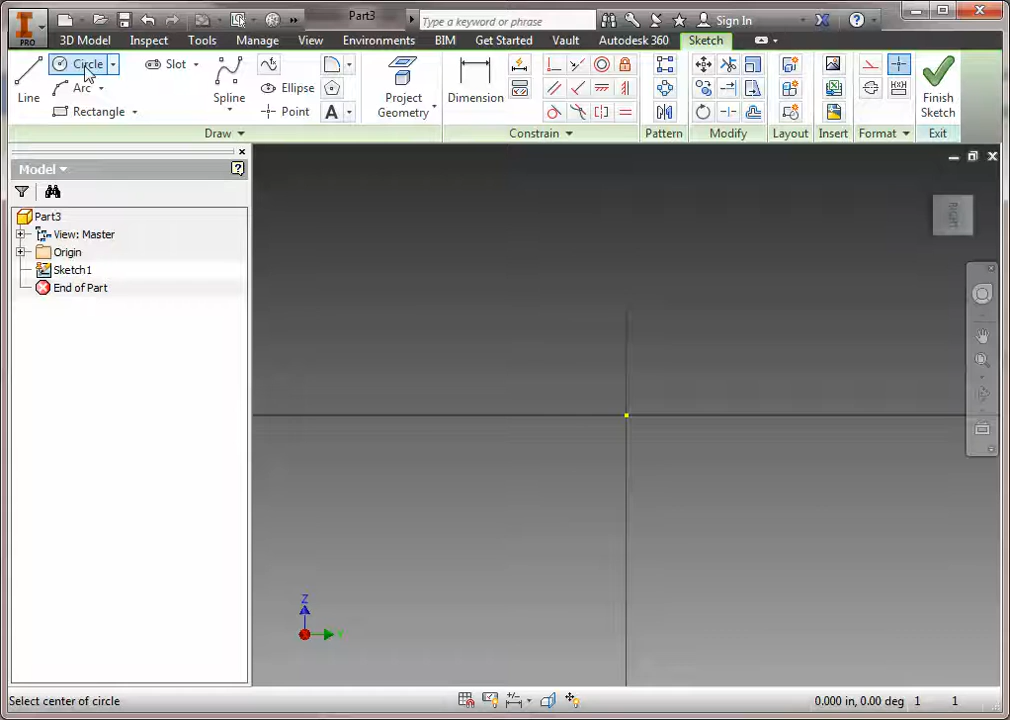 PRO
Part3
Type a keyword or phrase
Sign In
3D Model Inspect Tools Manage View Environments BIM Get Started Vault Autodesk 360 Sketch
Line
Circle
Arc
Rectangle
Slot
Spline
Ellipse
Point
A
Project Geometry
Dimension
Finish Sketch
Draw
Constrain
Pattern
Modify
Layout
Insert
Format
Exit
Model
Part3
View: Master
Origin
Sketch1
End of Part
RIGHT
Z
Y
Select center of circle
0.000 in, 0.00 deg 1 1